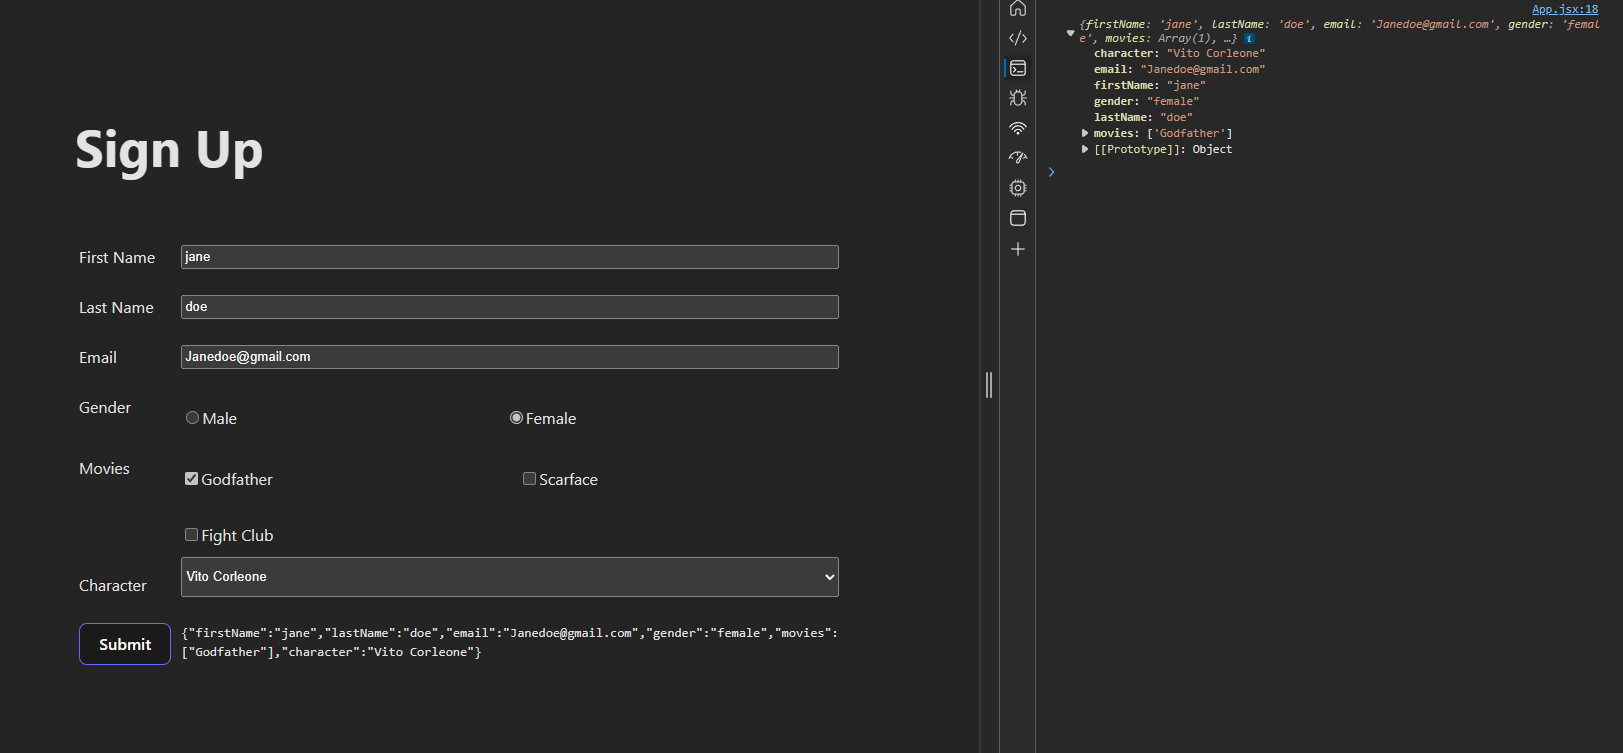 Sign Up
First Name
jane
Last Name
doe
Email
Janedoe@gmail.com
Gender
Male
Female
Movies
Godfather
Scarface
Fight Club
Character
Vito Corleone
Submit
{"firstName":"jane","lastName":"doe","email":"Janedoe@gmail.com","gender":"female","movies":
["Godfather"],"character":"Vito Corleone"}
App.jsx:18
{firstName: 'jane', lastName: 'doe', email: 'Janedoe@gmail.com', gender: 'femal
e', movies: Array(1), …} i
character: "Vito Corleone"
email: "Janedoe@gmail.com"
firstName: "jane"
gender: "female"
lastName: "doe"
movies: ['Godfather']
[[Prototype]]: Object